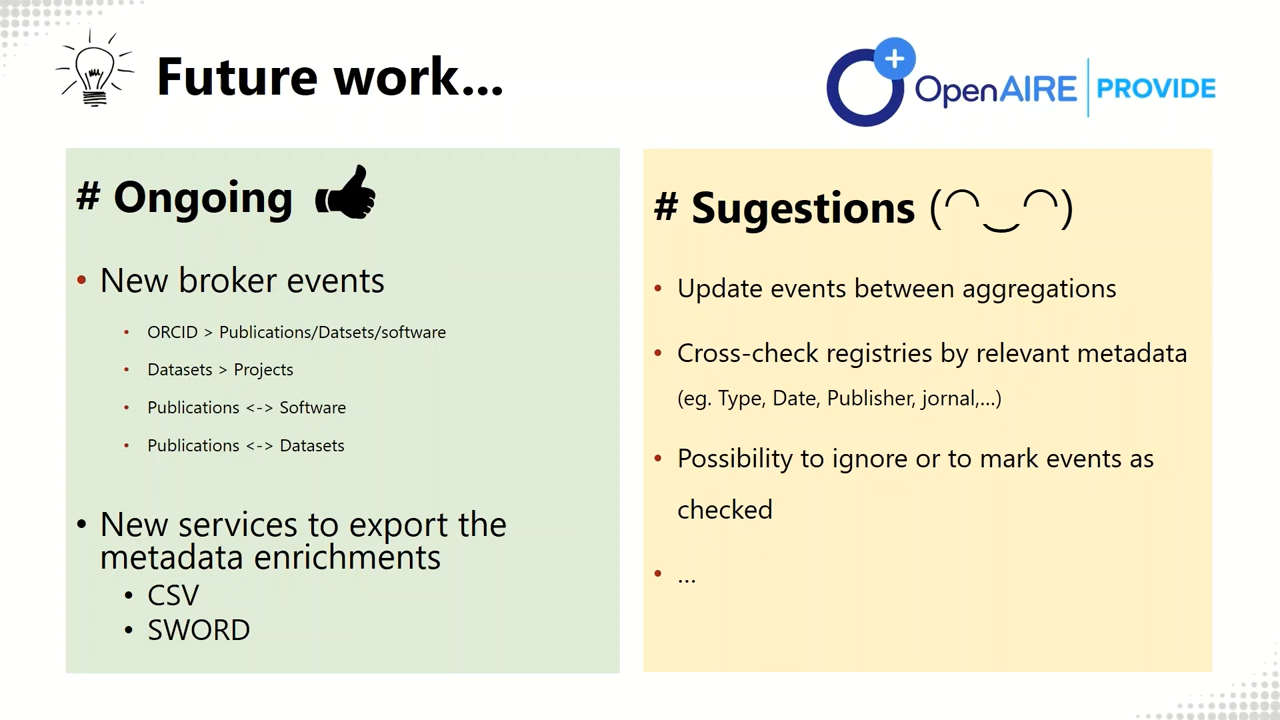 Future work...
OpenAIRE PROVIDE
# Ongoing
• New broker events
• ORCID > Publications/Datsets/software
• Datasets > Projects
• Publications <-> Software
• Publications <-> Datasets
• New services to export the
metadata enrichments
• CSV
• SWORD
# Sugestions (◠‿◠)
• Update events between aggregations
• Cross-check registries by relevant metadata
(eg. Type, Date, Publisher, jornal,...)
• Possibility to ignore or to mark events as
checked
• ...